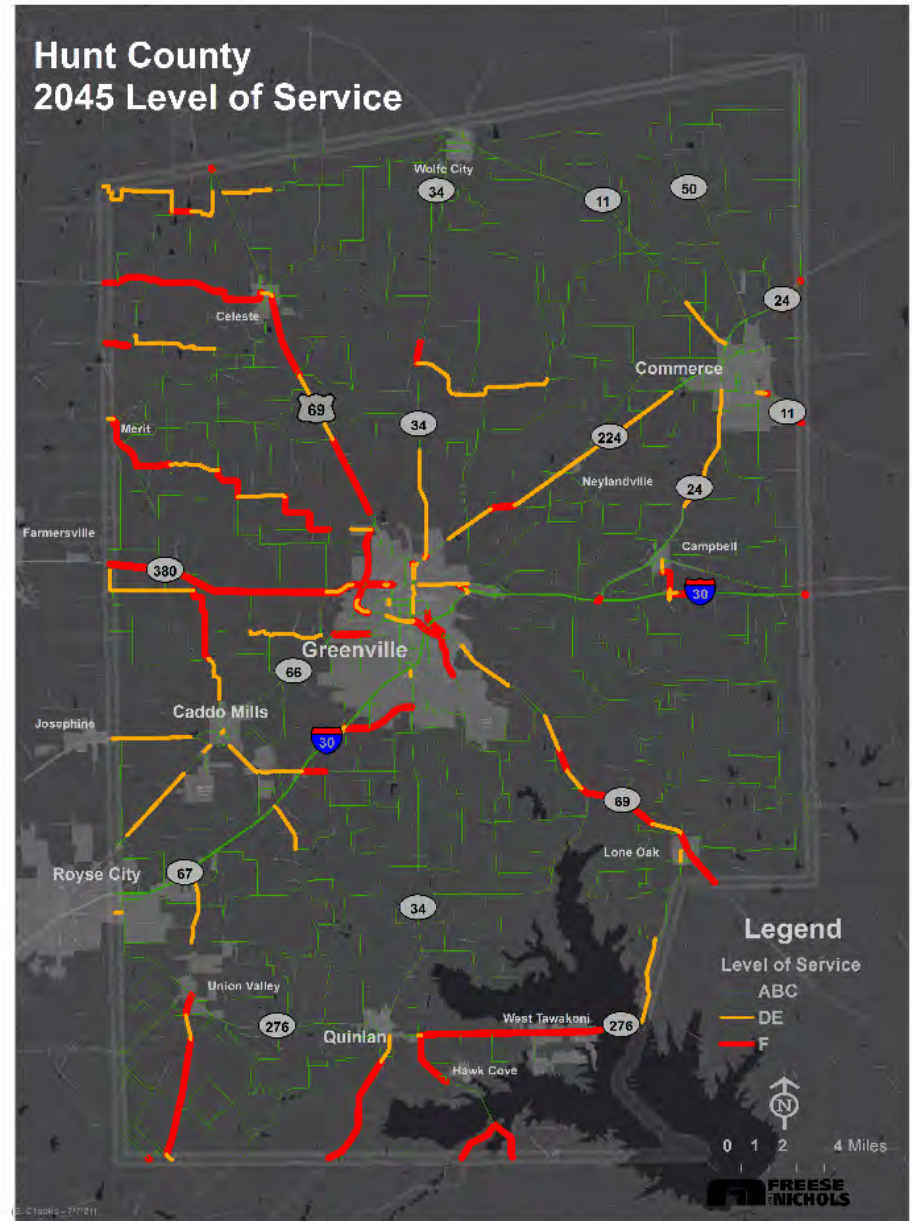 Hunt County
2045 Level of Service
Wolfe City
34
11
50
24
Celeste
Commerce
69
11
34
Merit
224
Neylandville
24
Farmersville
Campbell
380
30
Greenville
66
Caddo Mills
Josephine
30
69
Lone Oak
Royse City
67
34
Legend
Level of Service
ABC
DE
F
Union Valley
276
Quinlan
West Tawakoni
276
Hawk Cove
N
0 1 2 4 Miles
FREESE
NICHOLS